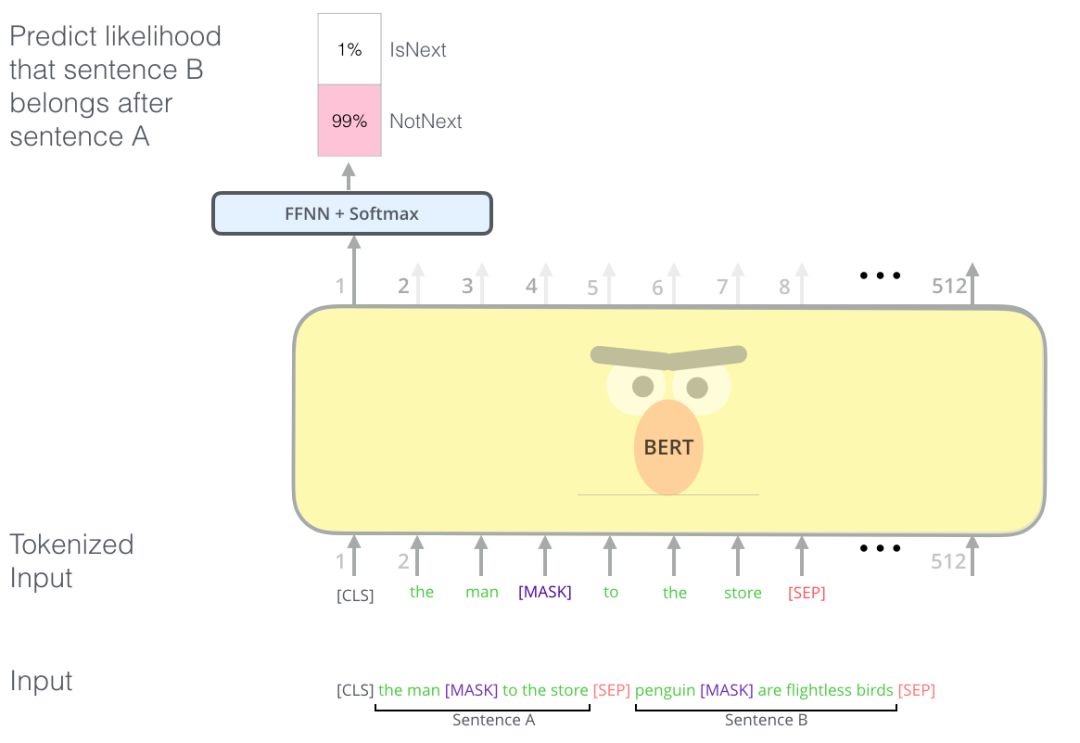 Predict likelihood
that sentence B
belongs after
sentence A
1% IsNext
99% NotNext
FFNN + Softmax
1 2 3 4 5 6 7 8 ••• 512
BERT
Tokenized
Input
1 2 ••• 512
[CLS] the man [MASK] to the store [SEP]
Input
[CLS] the man [MASK] to the store [SEP] penguin [MASK] are flightless birds [SEP]
Sentence A Sentence B